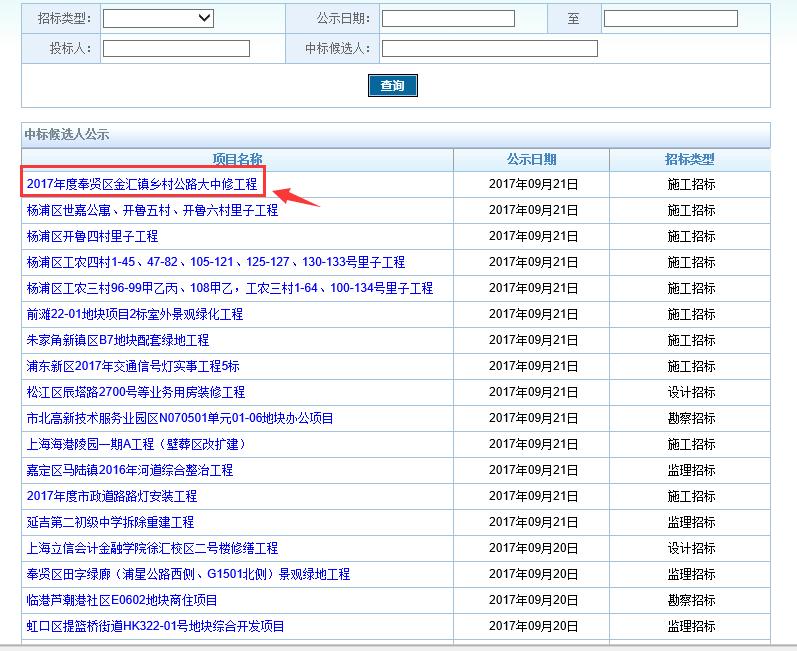 招标类型： 公示日期： 至
投标人： 中标候选人：
查询
中标候选人公示
项目名称 公示日期 招标类型
2017年度奉贤区金汇镇乡村公路大中修工程 2017年09月21日 施工招标
杨浦区世嘉公寓、开鲁五村、开鲁六村里子工程 2017年09月21日 施工招标
杨浦区开鲁四村里子工程 2017年09月21日 施工招标
杨浦区工农四村1-45、47-82、105-121、125-127、130-133号里子工程 2017年09月21日 施工招标
杨浦区工农三村96-99甲乙丙、108甲乙，工农三村1-64、100-134号里子工程 2017年09月21日 施工招标
前滩22-01地块项目2标室外景观绿化工程 2017年09月21日 施工招标
朱家角新镇区B7地块配套绿地工程 2017年09月21日 施工招标
浦东新区2017年交通信号灯实事工程5标 2017年09月21日 施工招标
松江区辰塔路2700号等业务用房装修工程 2017年09月21日 设计招标
市北高新技术服务业园区N070501单元01-06地块办公项目 2017年09月21日 勘察招标
上海海港陵园一期A工程（壁葬区改扩建） 2017年09月21日 施工招标
嘉定区马陆镇2016年河道综合整治工程 2017年09月21日 监理招标
2017年度市政道路路灯安装工程 2017年09月21日 施工招标
延吉第二初级中学拆除重建工程 2017年09月21日 监理招标
上海立信会计金融学院徐汇校区二号楼修缮工程 2017年09月20日 设计招标
奉贤区田字绿廊（浦星公路西侧、G1501北侧）景观绿地工程 2017年09月20日 监理招标
临港芦潮港社区E0602地块商住项目 2017年09月20日 勘察招标
虹口区提篮桥街道HK322-01号地块综合开发项目 2017年09月20日 监理招标